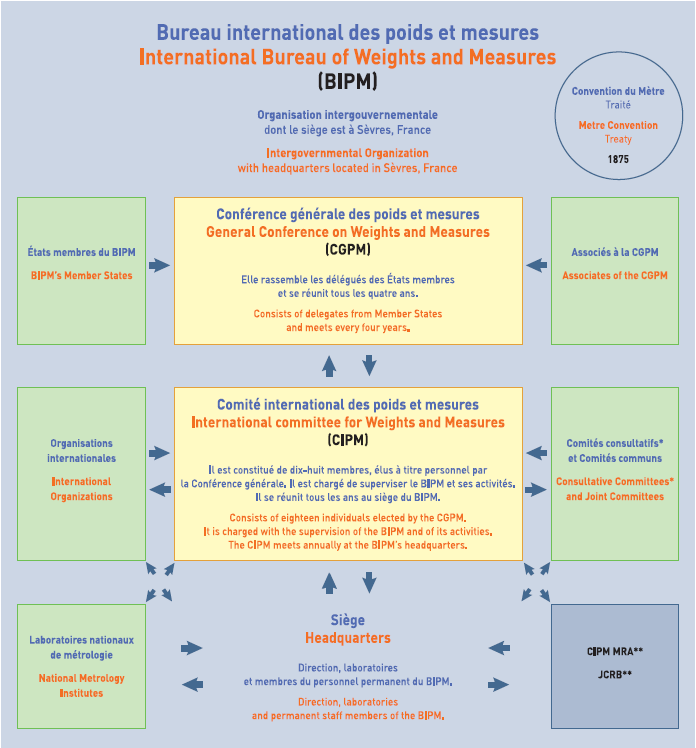 Bureau international des poids et mesures
International Bureau of Weights and Measures
(BIPM)
Organisation intergouvernementale
dont le siège est à Sèvres, France
Intergovernmental Organization
with headquarters located in Sèvres, France
Convention du Mètre
Traité
Metre Convention
Treaty
1875
États membres du BIPM
BIPM's Member States
Conférence générale des poids et mesures
General Conference on Weights and Measures
(CGPM)
Elle rassemble les délégués des États membres
et se réunit tous les quatre ans.
Consists of delegates from Member States
and meets every four years.
Associés à la CGPM
Associates of the CGPM
Organisations
internationales
International
Organizations
Comité international des poids et mesures
International committee for Weights and Measures
(CIPM)
Il est constitué de dix-huit membres, élus à titre personnel par
la Conférence générale. Il est chargé de superviser le BIPM et ses activités.
Il se réunit tous les ans au siège du BIPM.
Consists of eighteen individuals elected by the CGPM.
It is charged with the supervision of the BIPM and of its activities.
The CIPM meets annually at the BIPM's headquarters.
Comités consultatifs*
et Comités communs
Consultative Committees*
and Joint Committees
Laboratoires nationaux
de métrologie
National Metrology
Institutes
Siège
Headquarters
Direction, laboratoires
et membres du personnel permanent du BIPM.
Direction, laboratories
and permanent staff members of the BIPM.
CIPM MRA**
JCRB**